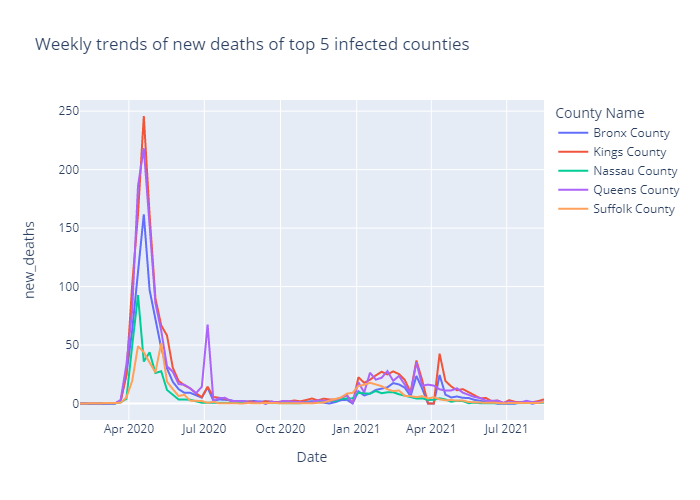 Weekly trends of new deaths of top 5 infected counties
County Name
Bronx County
Kings County
Nassau County
Queens County
Suffolk County
250
200
150
100
50
0
new_deaths
Apr 2020
Jul 2020
Oct 2020
Jan 2021
Apr 2021
Jul 2021
Date